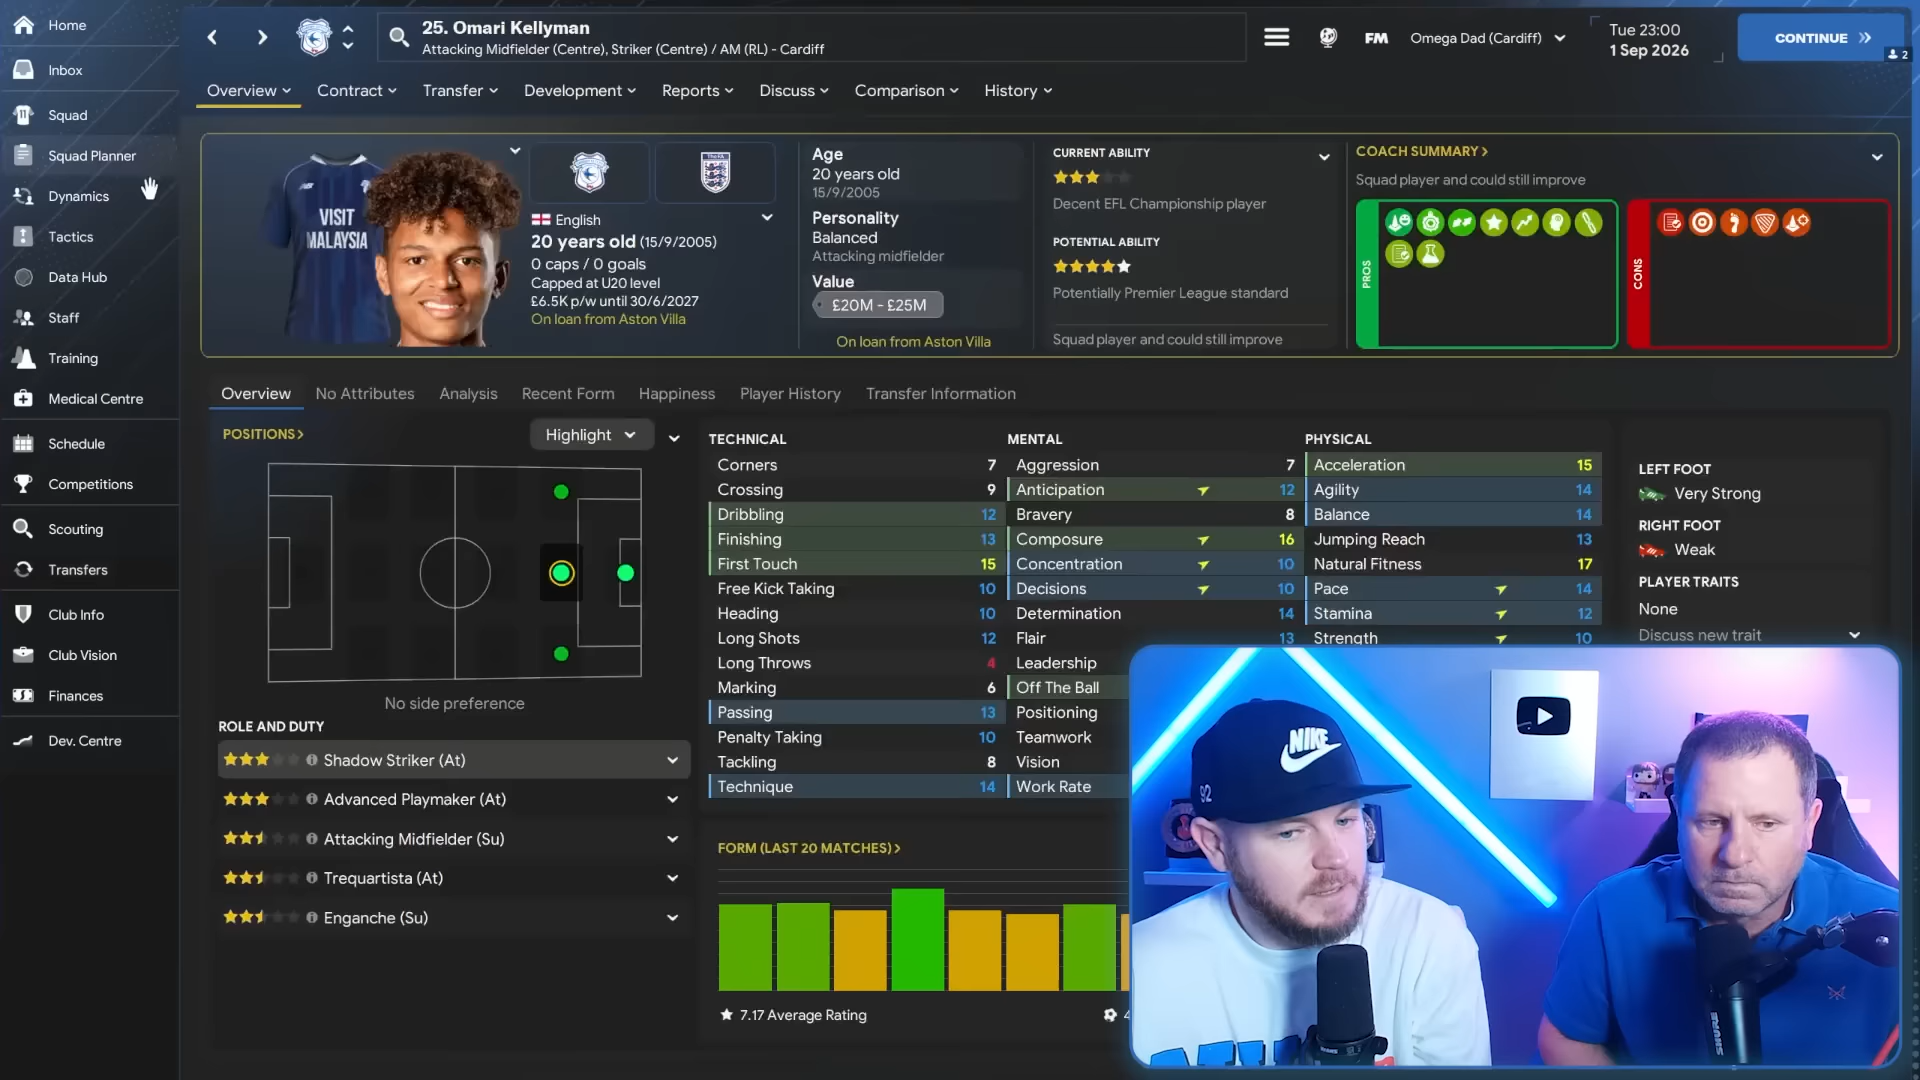 Home
Inbox
Squad
Squad Planner
Dynamics
Tactics
Data Hub
Staff
Training
Medical Centre
Schedule
Competitions
Scouting
Transfers
Club Info
Club Vision
Finances
Dev. Centre
25. Omari Kellyman
Attacking Midfielder (Centre), Striker (Centre) / AM (RL) - Cardiff
FM
Omega Dad (Cardiff)
Tue 23:00
1 Sep 2026
CONTINUE
2
Overview
Contract
Transfer
Development
Reports
Discuss
Comparison
History
VISIT
MALAYSIA
English
20 years old (15/9/2005)
0 caps / 0 goals
Capped at U20 level
£6.5K p/w until 30/6/2027
On loan from Aston Villa
Age
20 years old
15/9/2005
Personality
Balanced
Attacking midfielder
Value
£20M - £25M
On loan from Aston Villa
CURRENT ABILITY
Decent EFL Championship player
POTENTIAL ABILITY
Potentially Premier League standard
Squad player and could still improve
COACH SUMMARY >
Squad player and could still improve
PROS
CONS
Overview
No Attributes
Analysis
Recent Form
Happiness
Player History
Transfer Information
POSITIONS >
Highlight
No side preference
ROLE AND DUTY
Shadow Striker (At)
Advanced Playmaker (At)
Attacking Midfielder (Su)
Trequartista (At)
Enganche (Su)
TECHNICAL
Corners 7
Crossing 9
Dribbling 12
Finishing 13
First Touch 15
Free Kick Taking 10
Heading 10
Long Shots 12
Long Throws 4
Marking 6
Passing 13
Penalty Taking 10
Tackling 8
Technique 14
MENTAL
Aggression 7
Anticipation 12
Bravery 8
Composure 16
Concentration 10
Decisions 10
Determination 14
Flair 13
Leadership
Off The Ball
Positioning
Teamwork
Vision
Work Rate
PHYSICAL
Acceleration 15
Agility 14
Balance 14
Jumping Reach 13
Natural Fitness 17
Pace 14
Stamina 12
Strength 10
LEFT FOOT
Very Strong
RIGHT FOOT
Weak
PLAYER TRAITS
None
Discuss new trait
FORM (LAST 20 MATCHES) >
7.17 Average Rating
4
NIKE
92
SHURE